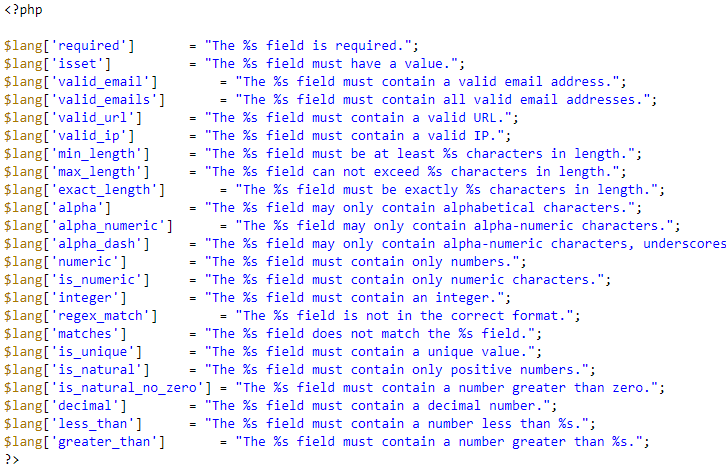 <?php
$lang['required'] = "The %s field is required.";
$lang['isset'] = "The %s field must have a value.";
$lang['valid_email'] = "The %s field must contain a valid email address.";
$lang['valid_emails'] = "The %s field must contain all valid email addresses.";
$lang['valid_url'] = "The %s field must contain a valid URL.";
$lang['valid_ip'] = "The %s field must contain a valid IP.";
$lang['min_length'] = "The %s field must be at least %s characters in length.";
$lang['max_length'] = "The %s field can not exceed %s characters in length.";
$lang['exact_length'] = "The %s field must be exactly %s characters in length.";
$lang['alpha'] = "The %s field may only contain alphabetical characters.";
$lang['alpha_numeric'] = "The %s field may only contain alpha-numeric characters.";
$lang['alpha_dash'] = "The %s field may only contain alpha-numeric characters, underscores
$lang['numeric'] = "The %s field must contain only numbers.";
$lang['is_numeric'] = "The %s field must contain only numeric characters.";
$lang['integer'] = "The %s field must contain an integer.";
$lang['regex_match'] = "The %s field is not in the correct format.";
$lang['matches'] = "The %s field does not match the %s field.";
$lang['is_unique'] = "The %s field must contain a unique value.";
$lang['is_natural'] = "The %s field must contain only positive numbers.";
$lang['is_natural_no_zero'] = "The %s field must contain a number greater than zero.";
$lang['decimal'] = "The %s field must contain a decimal number.";
$lang['less_than'] = "The %s field must contain a number less than %s.";
$lang['greater_than'] = "The %s field must contain a number greater than %s.";
?>